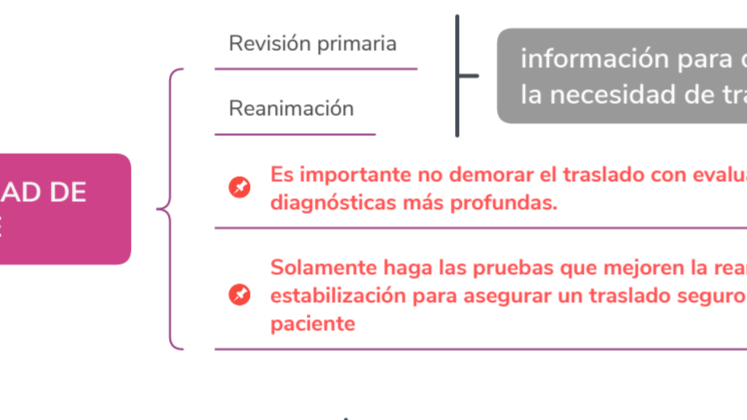 Revisión primaria
Reanimación
información para
la necesidad de
AD DE
Es importante no demorar el traslado con
diagnósticas más profundas.
Solamente haga las pruebas que mejoren la
estabilización para asegurar un traslado seguro
paciente